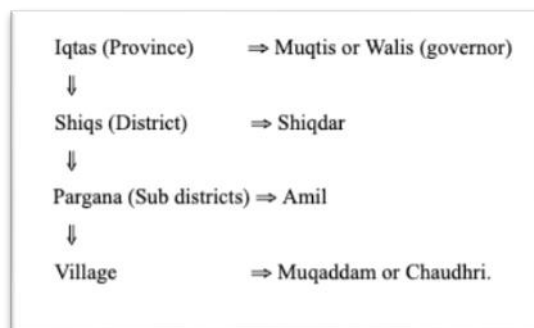 Iqtas (Province) ⇒ Muqtis or Walis (governor)
⇓
Shiqs (District) ⇒ Shiqdar
⇓
Pargana (Sub districts) ⇒ Amil
⇓
Village ⇒ Muqaddam or Chaudhri.